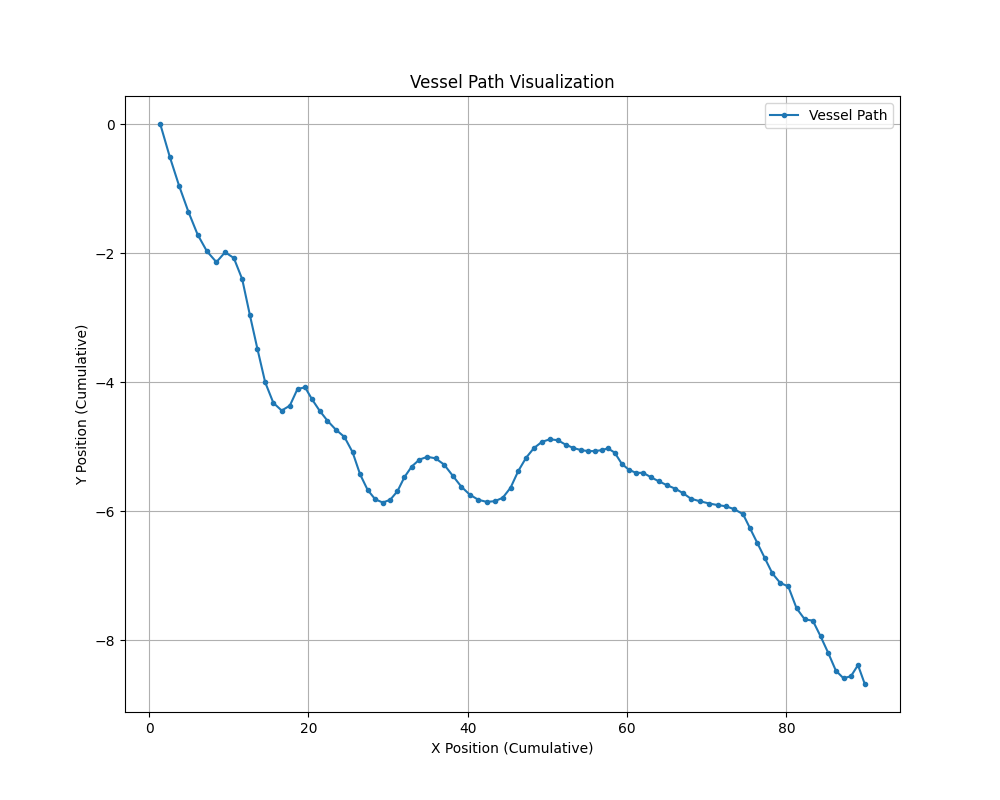 Vessel Path Visualization
Vessel Path
Y Position (Cumulative)
0
−2
−4
−6
−8
0 20 40 60 80
X Position (Cumulative)